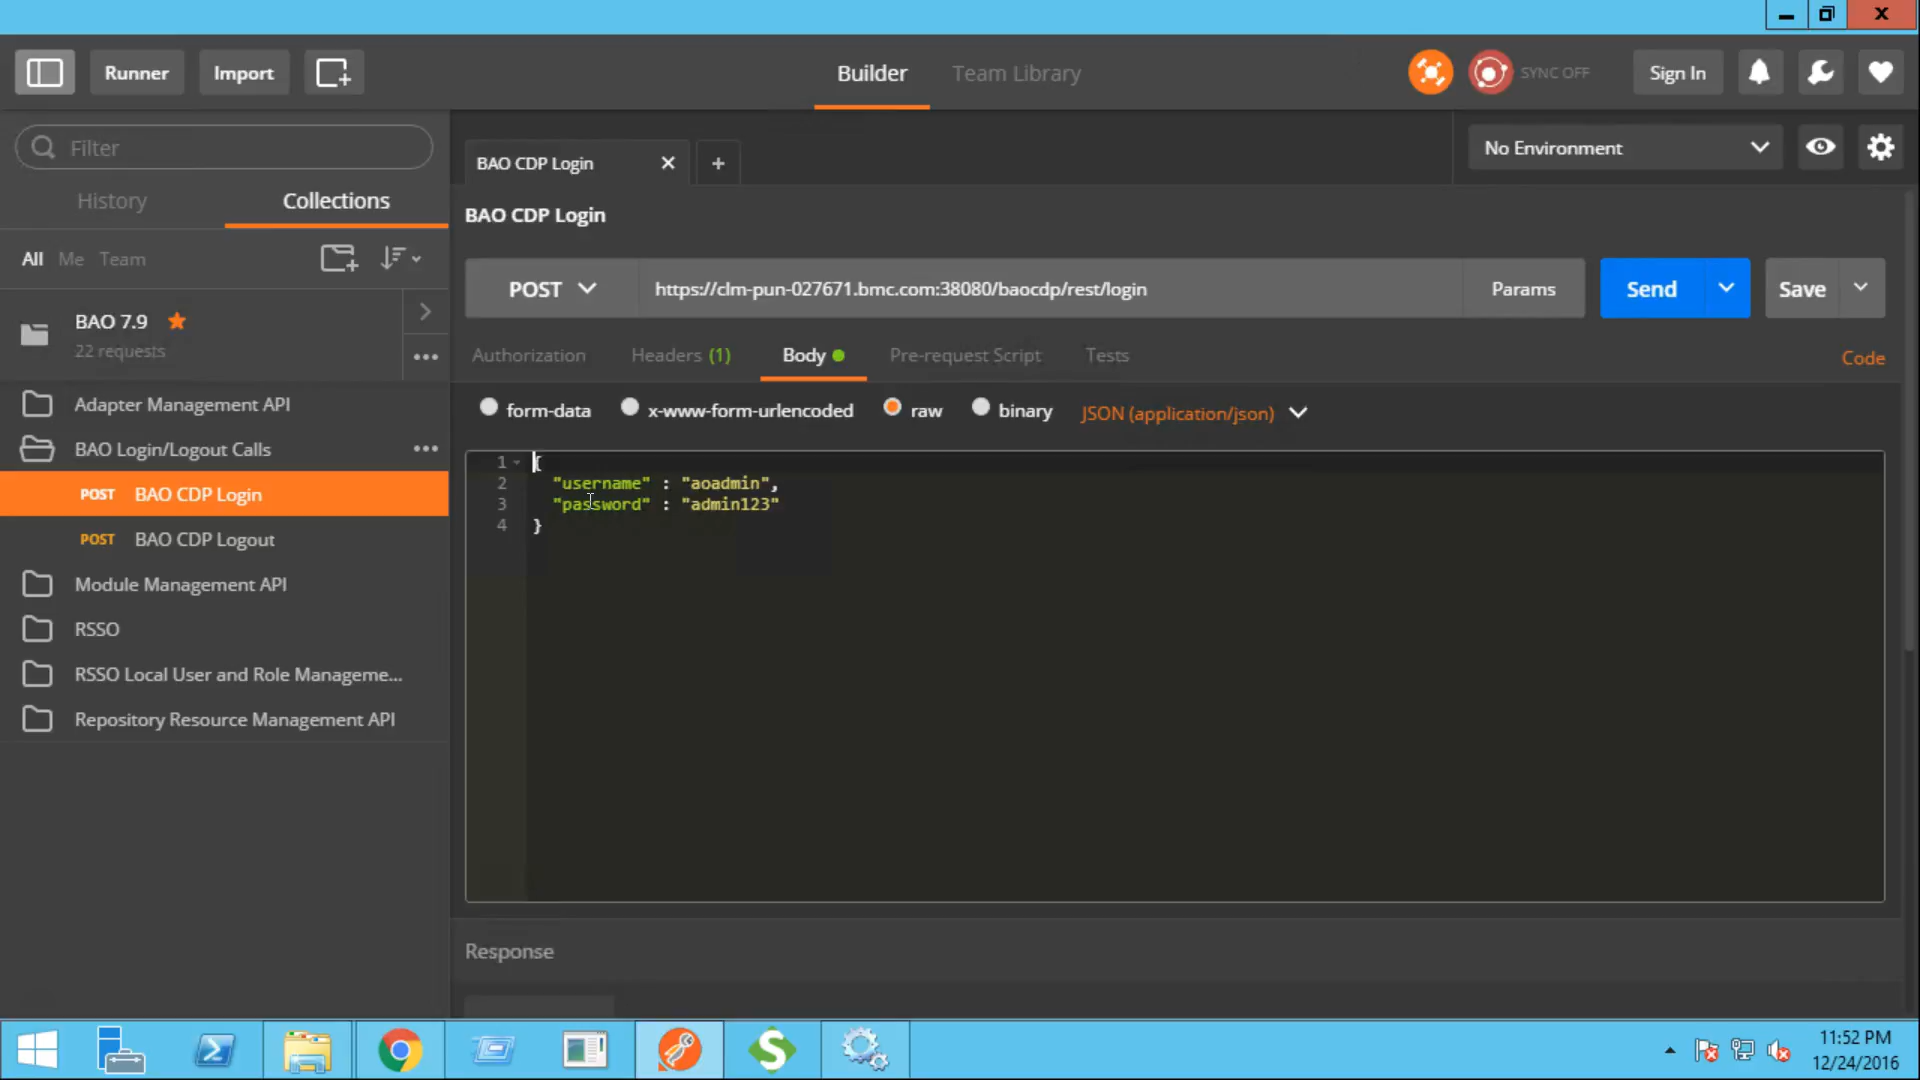 Runner
Import
Builder
Team Library
SYNC OFF
Sign In
Filter
History
Collections
All Me Team
BAO 7.9
22 requests
Adapter Management API
BAO Login/Logout Calls
POST BAO CDP Login
POST BAO CDP Logout
Module Management API
RSSO
RSSO Local User and Role Manageme...
Repository Resource Management API
BAO CDP Login
No Environment
BAO CDP Login
POST
https://clm-pun-027671.bmc.com:38080/baocdp/rest/login
Params
Send
Save
Authorization
Headers (1)
Body
Pre-request Script
Tests
Code
form-data
x-www-form-urlencoded
raw
binary
JSON (application/json)
1 {
2 "username" : "aoadmin",
3 "password" : "admin123"
4 }
Response
11:52 PM
12/24/2016